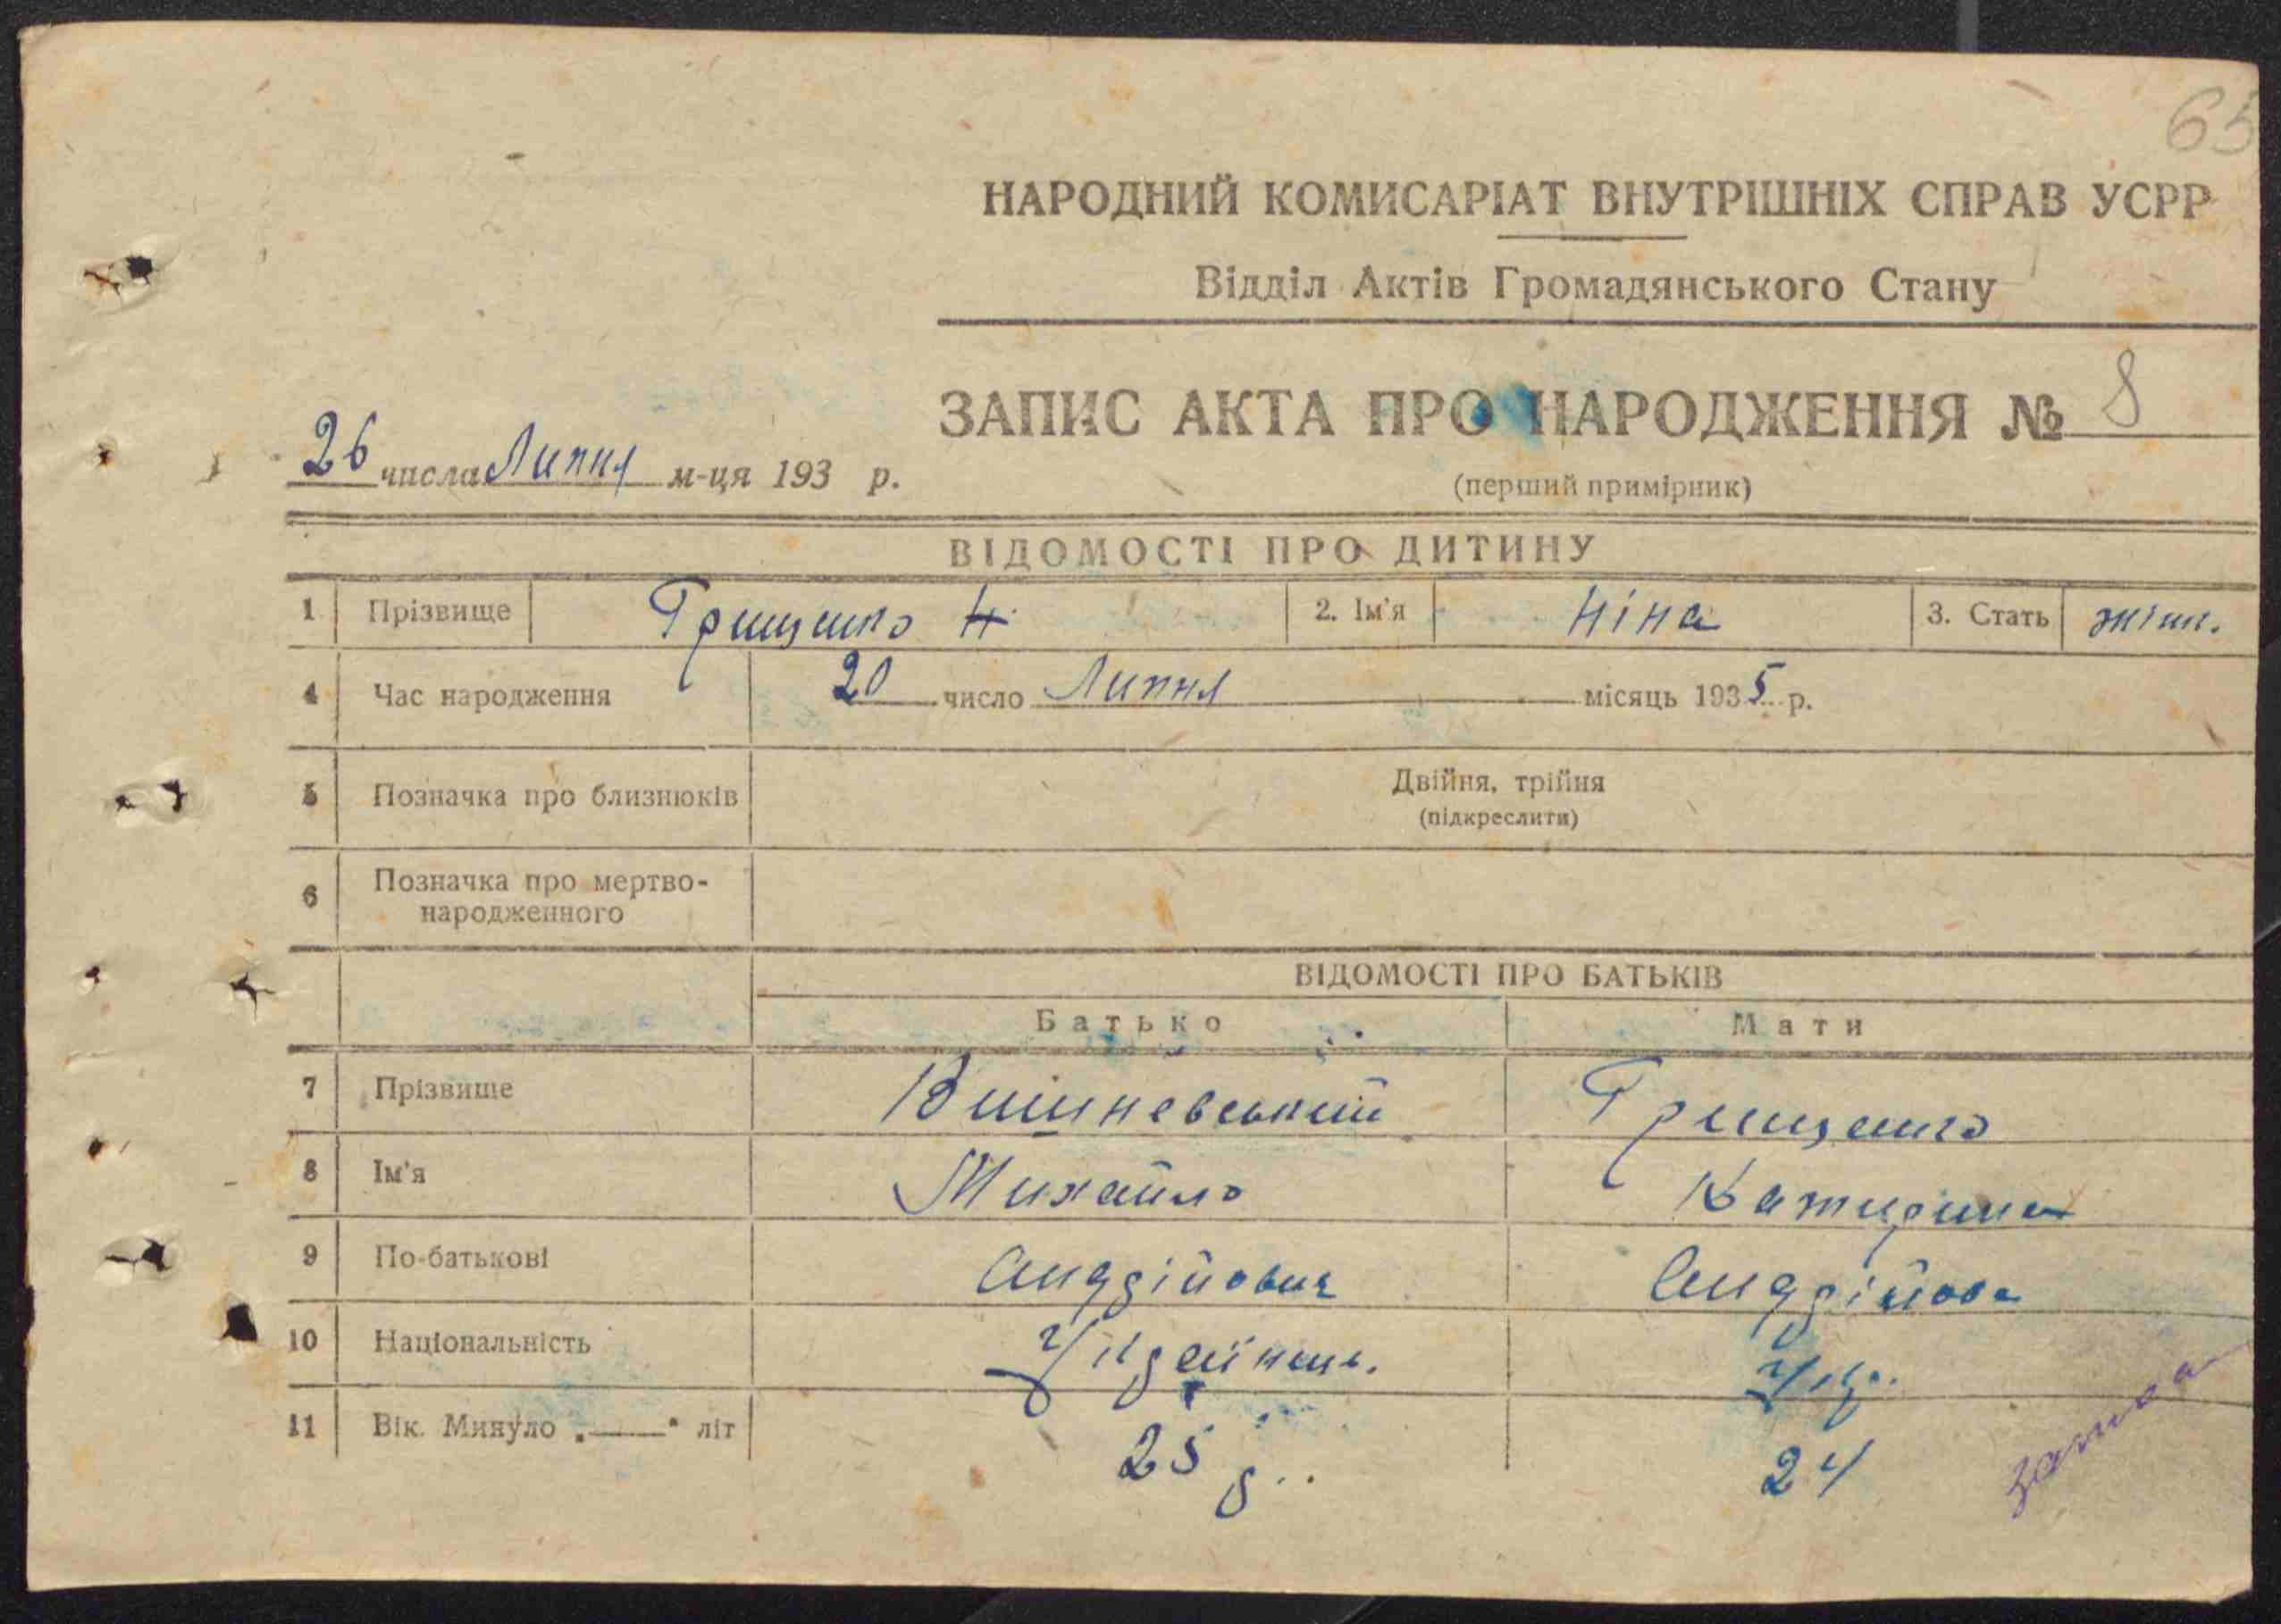 65
НАРОДНИЙ КОМИСАРІАТ ВНУТРІШНІХ СПРАВ УСРР
Відділ Актів Громадянського Стану
ЗАПИС АКТА ПРО НАРОДЖЕННЯ № 8
26 числа Липня м-ця 193 р.
(перший примірник)
ВІДОМОСТІ ПРО ДИТИНУ
1 Прізвище Грищенко Н. 2. Ім'я Ніна 3. Стать жіин.
4 Час народження 20 число Липня місяць 1935 р.
5 Позначка про близнюків Двійня, трійня
(підкреслити)
6 Позначка про мертво-
народженного
ВІДОМОСТІ ПРО БАТЬКІВ
Батько Мати
7 Прізвище Вишневський Грищенко
8 Ім'я Михайло Катирина
9 По-батькові Андрійович Андрійова
10 Національність Україінець. Укр.
11 Вік. Минуло „ “ літ 25 р.. 24